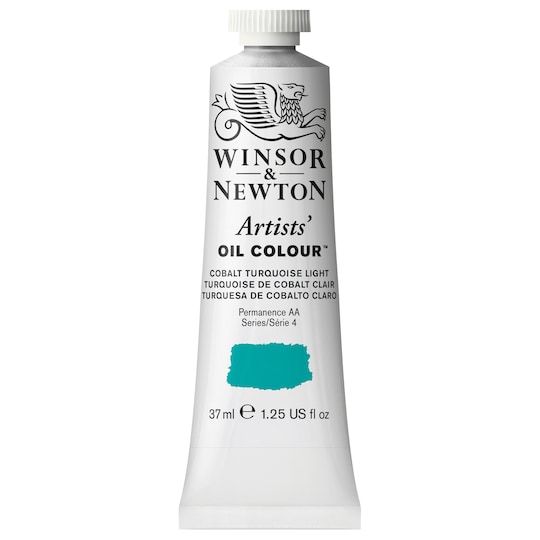 WINSOR
&
NEWTON
Artists'
OIL COLOUR™
COBALT TURQUOISE LIGHT
TURQUOISE DE COBALT CLAIR
TURQUESA DE COBALTO CLARO
Permanence AA
Series/Série 4
37 ml ℮ 1.25 US fl oz